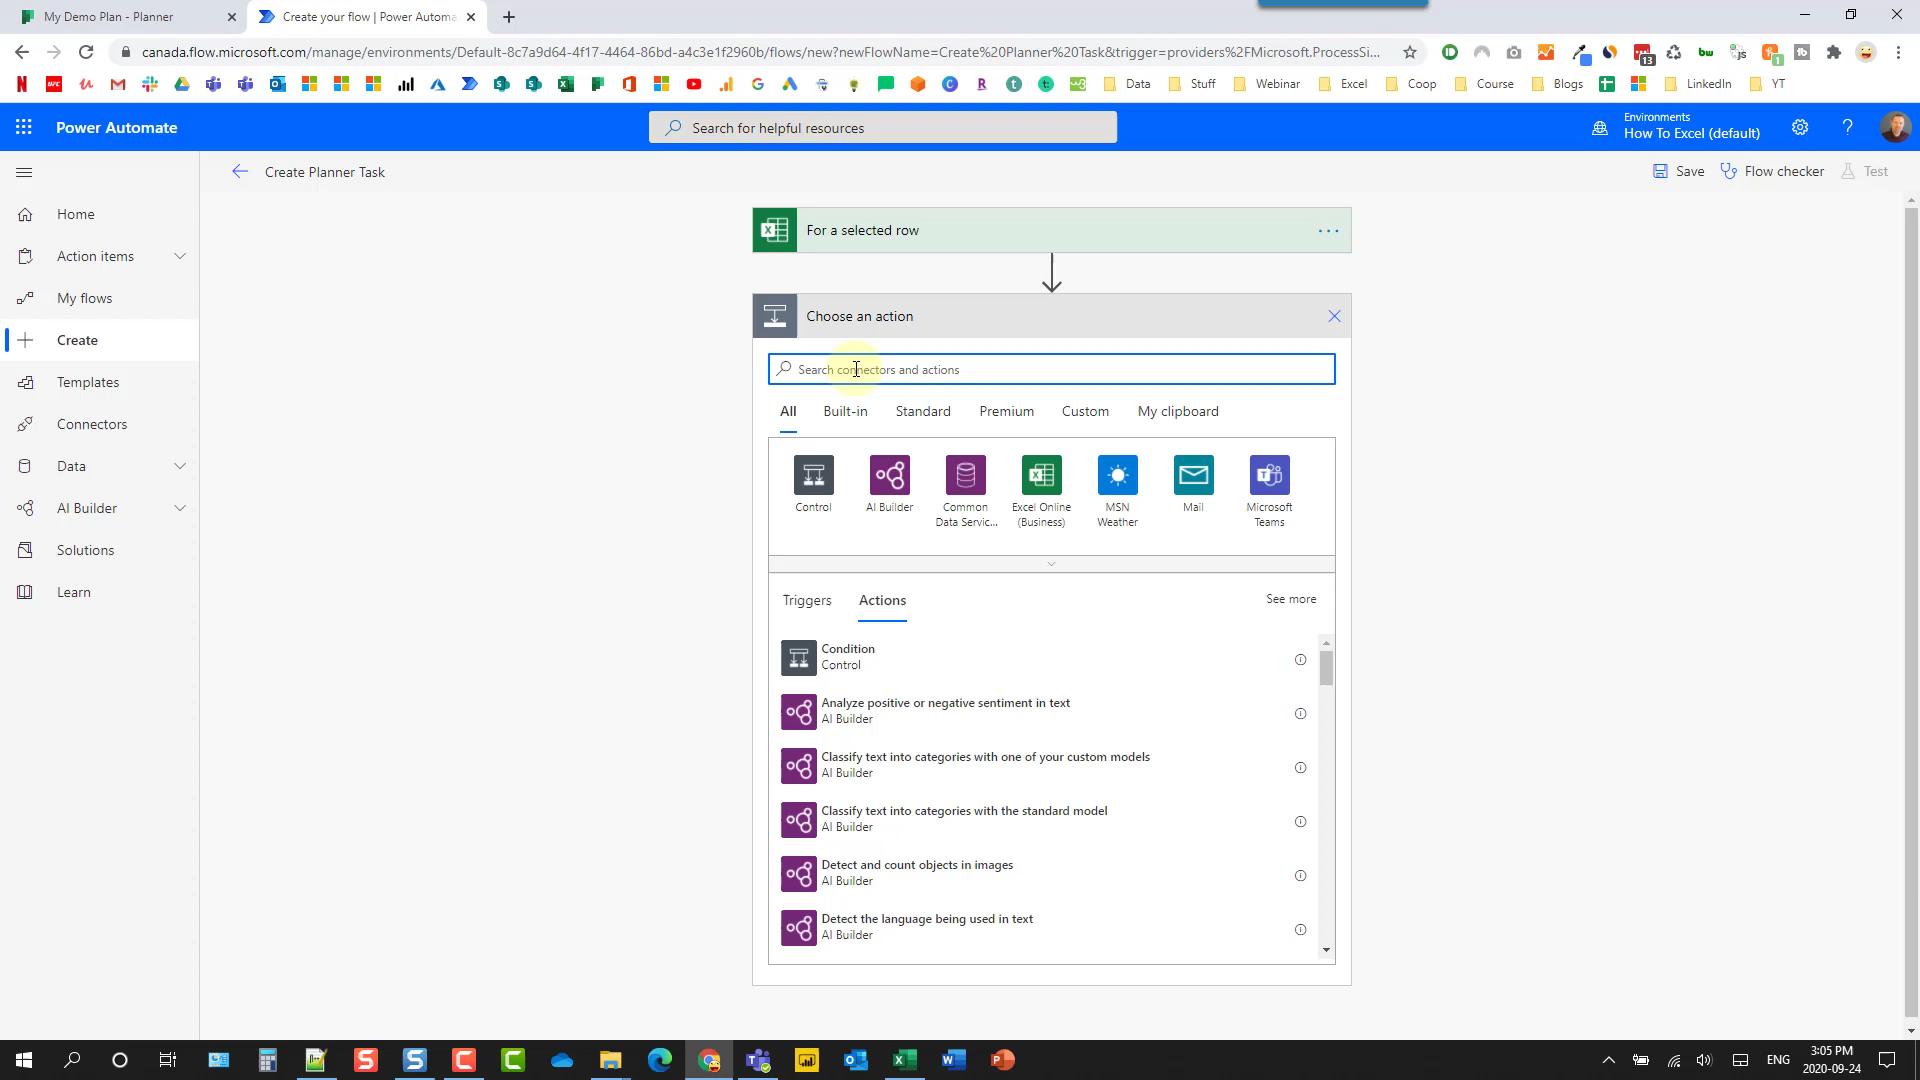 My Demo Plan - Planner
Create your flow | Power Automa
canada.flow.microsoft.com/manage/environments/Default-8c7a9d64-4f17-4464-86bd-a4c3e1f2960b/flows/new?newFlowName=Create%20Planner%20Task&trigger=providers%2FMicrosoft.ProcessSi...
13
1
Data
Stuff
Webinar
Excel
Coop
Course
Blogs
LinkedIn
YT
Power Automate
Search for helpful resources
Environments
How To Excel (default)
Create Planner Task
Save
Flow checker
Test
Home
Action items
My flows
Create
Templates
Connectors
Data
AI Builder
Solutions
Learn
For a selected row
Choose an action
Search connectors and actions
All
Built-in
Standard
Premium
Custom
My clipboard
Control
AI Builder
Common
Data Servic...
Excel Online
(Business)
MSN
Weather
Mail
Microsoft
Teams
Triggers
Actions
See more
Condition
Control
Analyze positive or negative sentiment in text
AI Builder
Classify text into categories with one of your custom models
AI Builder
Classify text into categories with the standard model
AI Builder
Detect and count objects in images
AI Builder
Detect the language being used in text
AI Builder
ENG
3:05 PM
2020-09-24